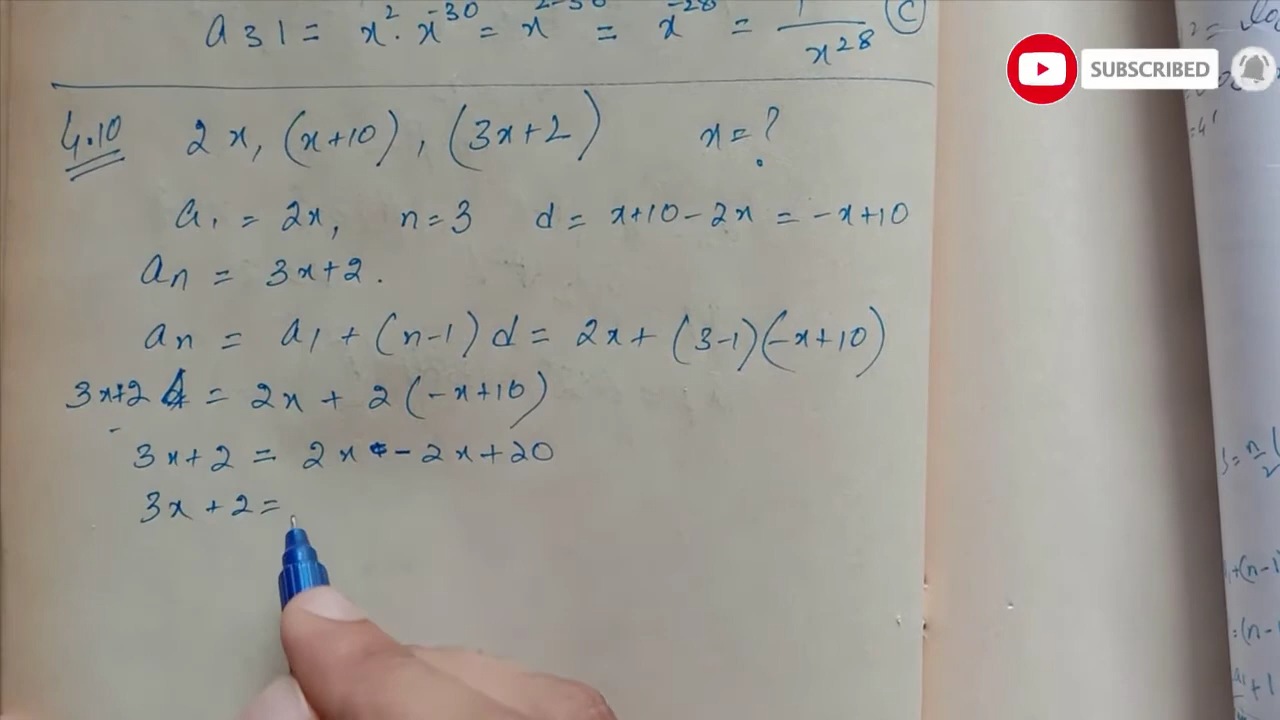 a31 = x². x⁻³⁰ = x²⁻³⁰ = x⁻²⁸ = 1/x²⁸ (C)
SUBSCRIBED
4.10 2x, (x+10), (3x+2) x=?
a₁ = 2x, n=3 d = x+10-2x = -x+10
an = 3x+2.
an = a₁ + (n-1) d = 2x + (3-1)(-x+10)
3x+2 = 2x + 2(-x+10)
3x+2 = 2x - 2x+20
3x+2=